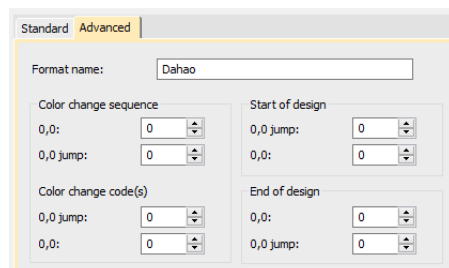 Standard Advanced
Format name: Dahao
Color change sequence
0,0: 0
0,0 jump: 0
Color change code(s)
0,0 jump: 0
0,0: 0
Start of design
0,0 jump: 0
0,0: 0
End of design
0,0: 0
0,0 jump: 0